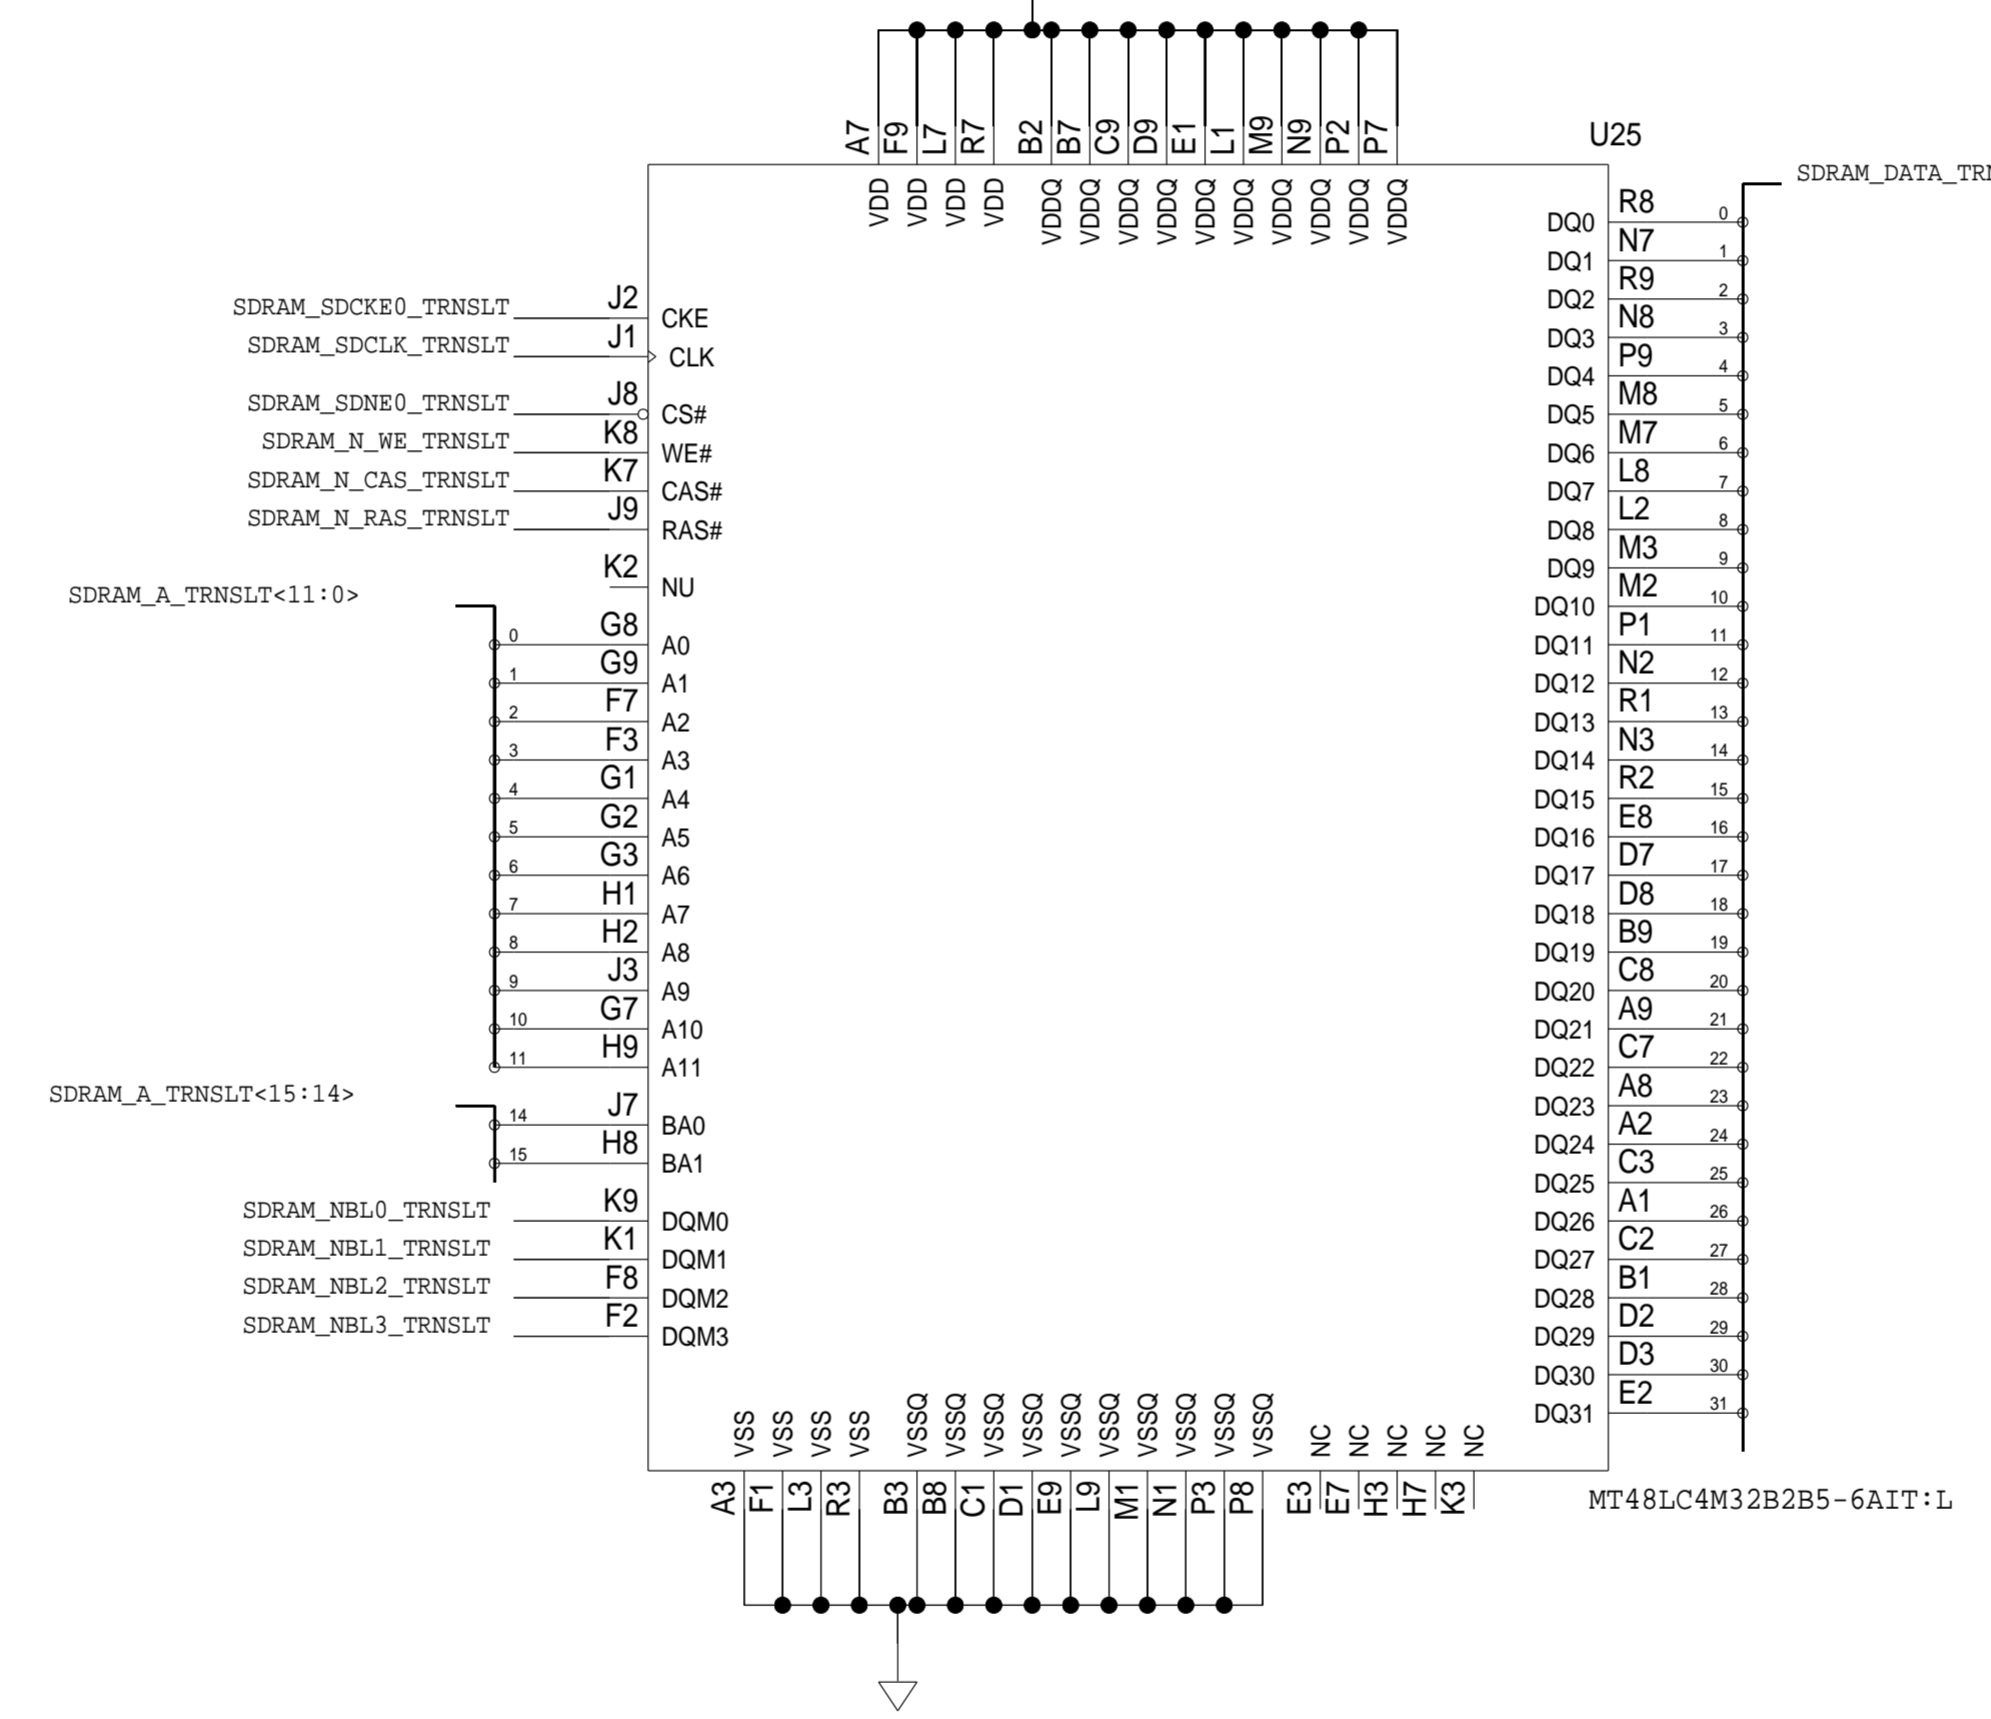 A7 F9 L7 R7 B2 B7 C9 D9 E1 L1 M9 N9 P2 P7
U25
VDD VDD VDD VDD VDDQ VDDQ VDDQ VDDQ VDDQ VDDQ VDDQ VDDQ VDDQ VDDQ
SDRAM_DATA_TRN
SDRAM_SDCKE0_TRNSLT J2 CKE
SDRAM_SDCLK_TRNSLT J1 CLK
SDRAM_SDNE0_TRNSLT J8 CS#
SDRAM_N_WE_TRNSLT K8 WE#
SDRAM_N_CAS_TRNSLT K7 CAS#
SDRAM_N_RAS_TRNSLT J9 RAS#
K2 NU
SDRAM_A_TRNSLT<11:0>
0 G8 A0
1 G9 A1
2 F7 A2
3 F3 A3
4 G1 A4
5 G2 A5
6 G3 A6
7 H1 A7
8 H2 A8
9 J3 A9
10 G7 A10
11 H9 A11
SDRAM_A_TRNSLT<15:14>
14 J7 BA0
15 H8 BA1
SDRAM_NBL0_TRNSLT K9 DQM0
SDRAM_NBL1_TRNSLT K1 DQM1
SDRAM_NBL2_TRNSLT F8 DQM2
SDRAM_NBL3_TRNSLT F2 DQM3
DQ0 R8 0
DQ1 N7 1
DQ2 R9 2
DQ3 N8 3
DQ4 P9 4
DQ5 M8 5
DQ6 M7 6
DQ7 L8 7
DQ8 L2 8
DQ9 M3 9
DQ10 M2 10
DQ11 P1 11
DQ12 N2 12
DQ13 R1 13
DQ14 N3 14
DQ15 R2 15
DQ16 E8 16
DQ17 D7 17
DQ18 D8 18
DQ19 B9 19
DQ20 C8 20
DQ21 A9 21
DQ22 C7 22
DQ23 A8 23
DQ24 A2 24
DQ25 C3 25
DQ26 A1 26
DQ27 C2 27
DQ28 B1 28
DQ29 D2 29
DQ30 D3 30
DQ31 E2 31
VSS VSS VSS VSS VSSQ VSSQ VSSQ VSSQ VSSQ VSSQ VSSQ VSSQ VSSQ VSSQ NC NC NC NC NC
A3 F1 L3 R3 B3 B8 C1 D1 E9 L9 M1 N1 P3 P8 E3 E7 H3 H7 K3
MT48LC4M32B2B5-6AIT:L